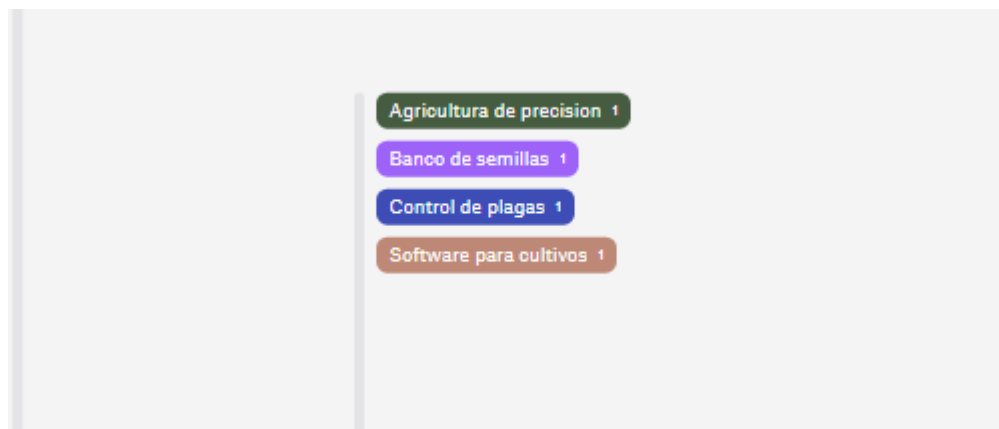 Agricultura de precision 1
Banco de semillas 1
Control de plagas 1
Software para cultivos 1